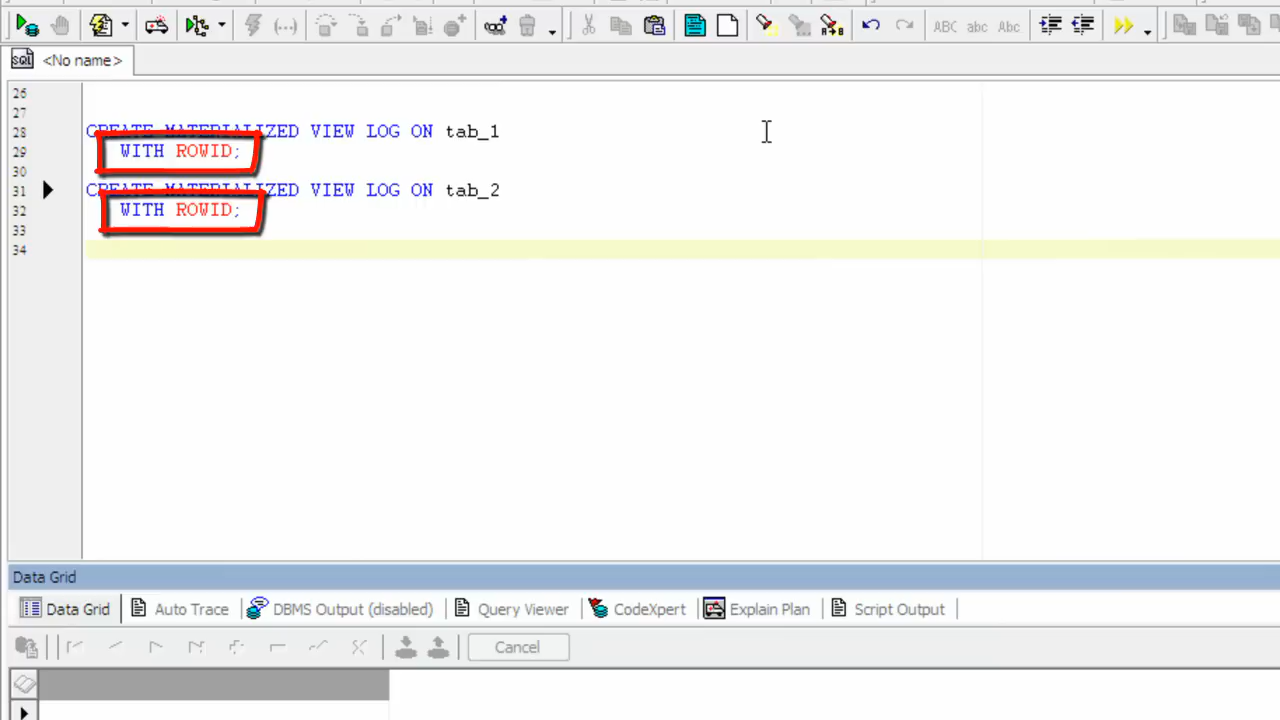 ABC abc Abc
SQL <No name>
26
27
28 CREATE MATERIALIZED VIEW LOG ON tab_1
29 WITH ROWID;
30
31 CREATE MATERIALIZED VIEW LOG ON tab_2
32 WITH ROWID;
33
34
Data Grid
Data Grid Auto Trace DBMS Output (disabled) Query Viewer CodeXpert Explain Plan Script Output
Cancel